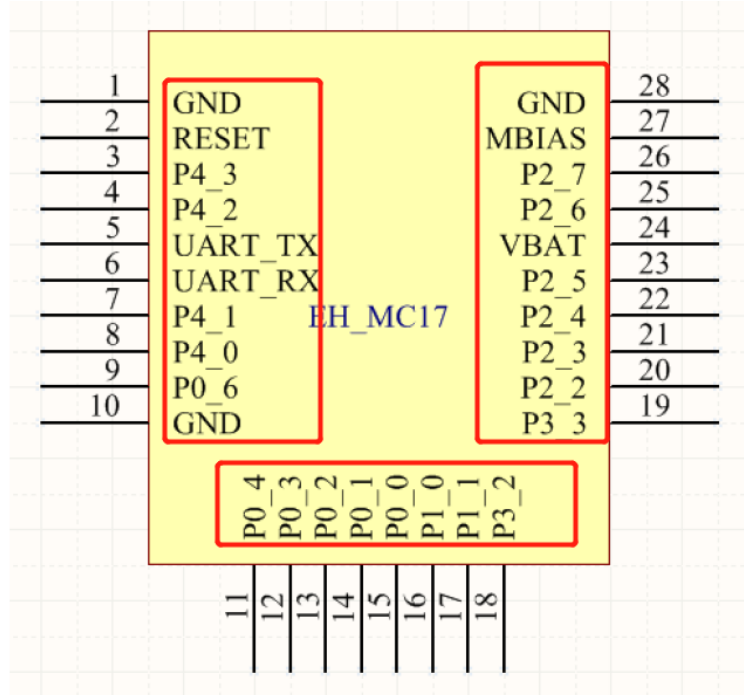 1 GND GND 28
2 RESET MBIAS 27
3 P4_3 P2_7 26
4 P4_2 P2_6 25
5 UART_TX VBAT 24
6 UART_RX P2_5 23
7 P4_1 EH_MC17 P2_4 22
8 P4_0 P2_3 21
9 P0_6 P2_2 20
10 GND P3_3 19
P0_4 P0_3 P0_2 P0_1 P0_0 P1_0 P1_1 P3_2
11 12 13 14 15 16 17 18